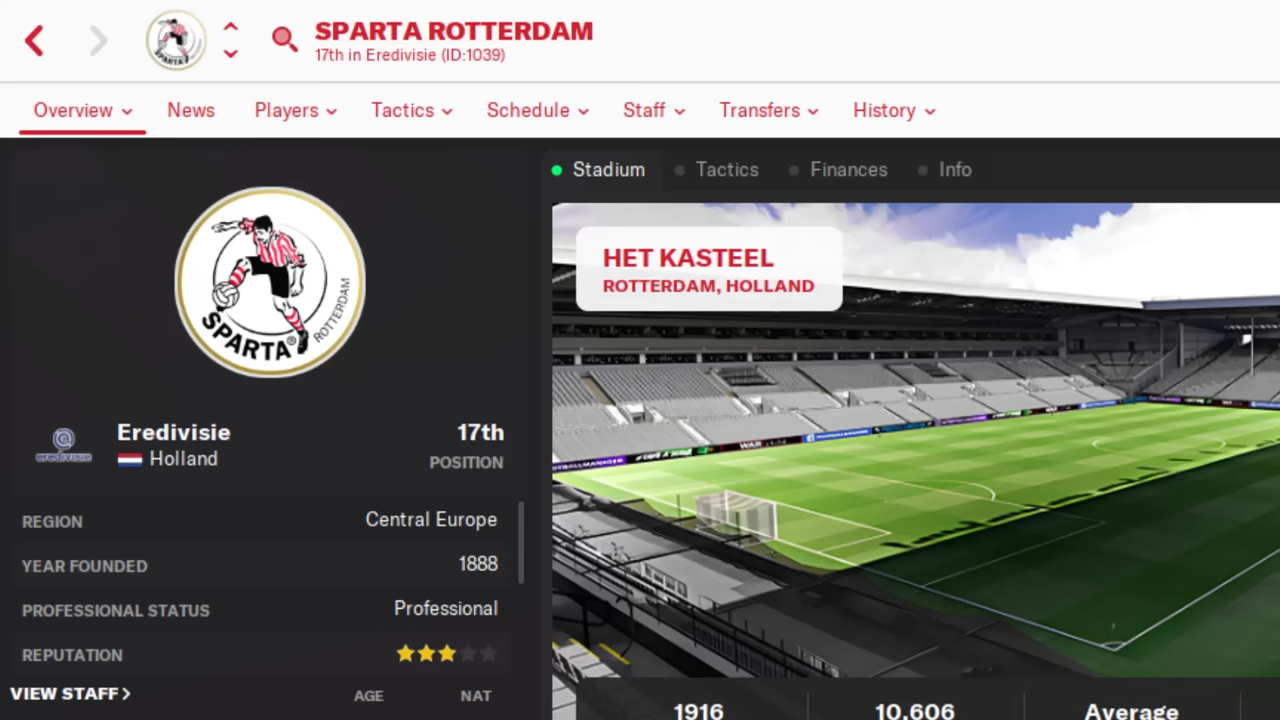 SPARTA ROTTERDAM
17th in Eredivisie (ID:1039)
Overview News Players Tactics Schedule Staff Transfers History
Stadium Tactics Finances Info
SPARTA
ROTTERDAM
HET KASTEEL
ROTTERDAM, HOLLAND
Eredivisie 17th
Holland POSITION
eredivisie
REGION Central Europe
YEAR FOUNDED 1888
PROFESSIONAL STATUS Professional
REPUTATION
VIEW STAFF AGE NAT
1916 10,606 Average